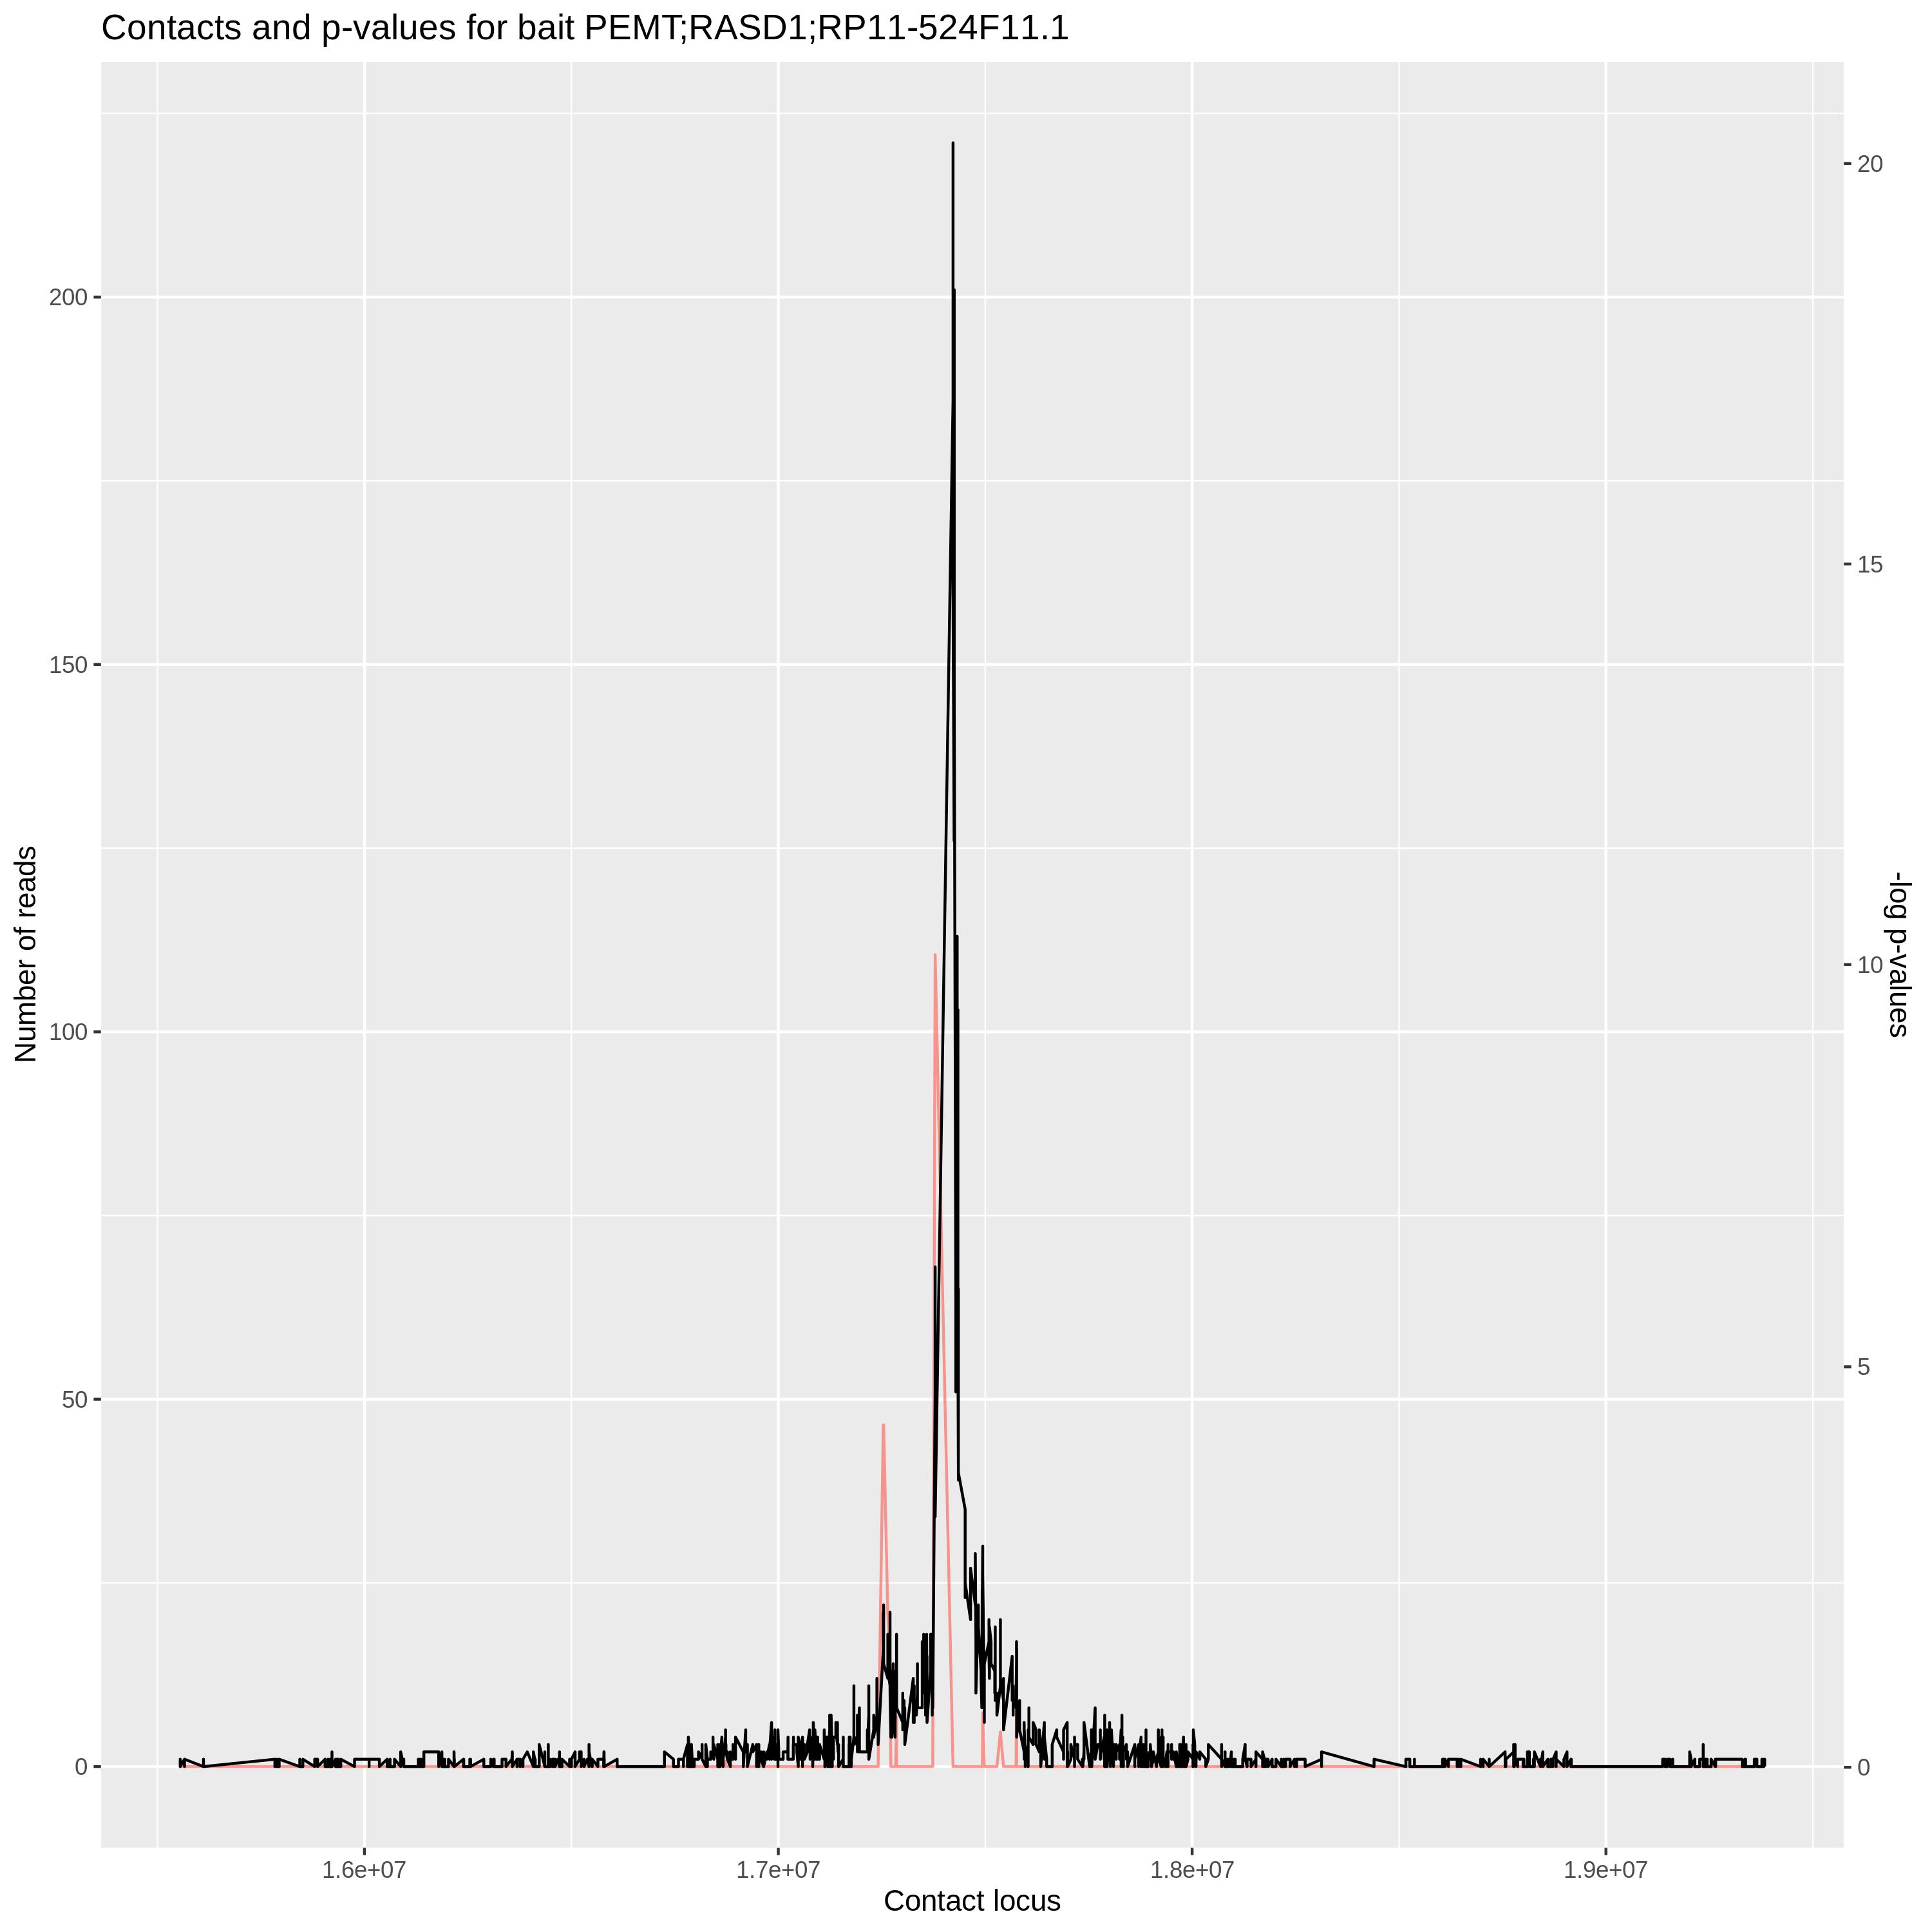 Contacts and p-values for bait PEMT;RASD1;RP11-524F11.1
Number of reads
200
150
100
50
0
20
15
10
5
0
-log p-values
1.6e+07
1.7e+07
1.8e+07
1.9e+07
Contact locus